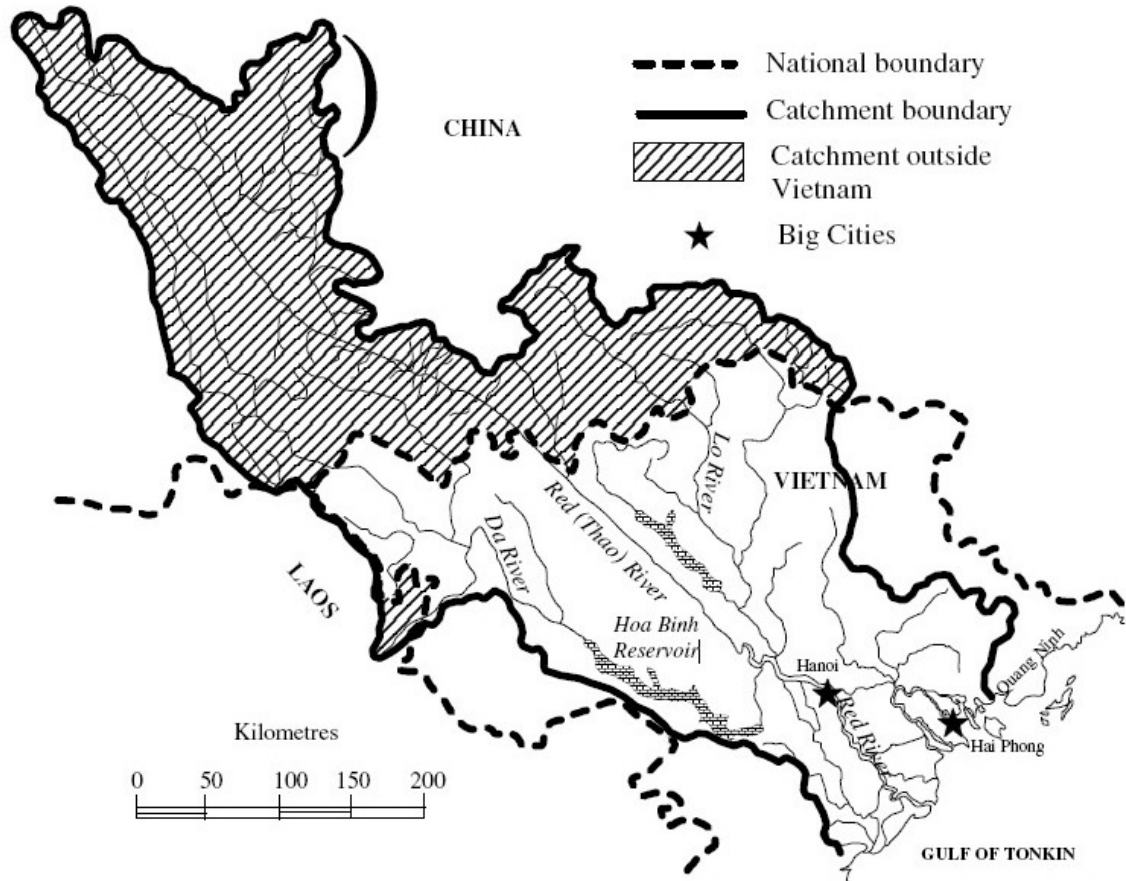 National boundary
CHINA
Catchment boundary
Catchment outside
Vietnam
Big Cities
Lo River
VIETNAM
Red (Thao) River
Da River
LAOS
Hoa Binh
Reservoir
Hanoi
Quang Ninh
Red River
Hai Phong
Kilometres
0 50 100 150 200
GULF OF TONKIN